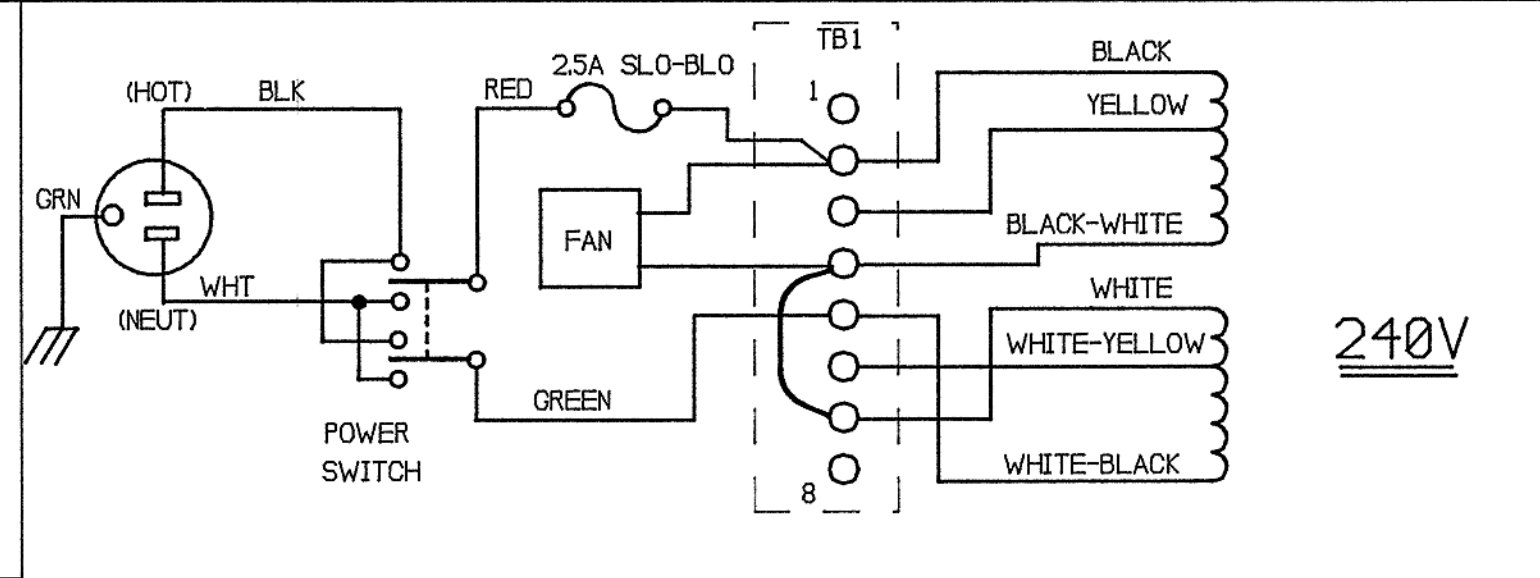 TB1
2.5A SLO-BLO
BLACK
(HOT)
BLK
RED
1
YELLOW
GRN
FAN
BLACK-WHITE
WHT
(NEUT)
WHITE
240V
WHITE-YELLOW
GREEN
POWER
SWITCH
WHITE-BLACK
8